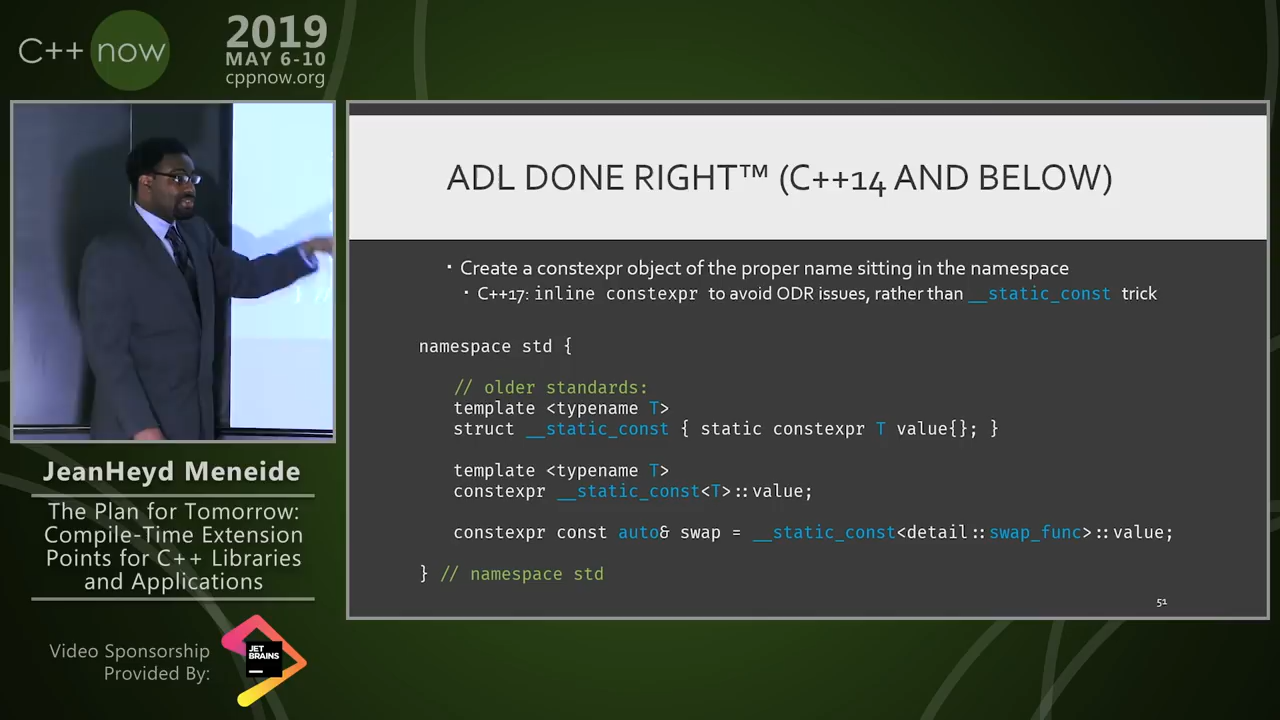 C++ now
2019
MAY 6-10
cppnow.org
ADL DONE RIGHT™ (C++14 AND BELOW)
▪ Create a constexpr object of the proper name sitting in the namespace
▪ C++17: inline constexpr to avoid ODR issues, rather than __static_const trick
namespace std {
// older standards:
template <typename T>
struct __static_const { static constexpr T value{}; }
template <typename T>
constexpr __static_const<T>::value;
constexpr const auto& swap = __static_const<detail::swap_func>::value;
} // namespace std
51
JeanHeyd Meneide
The Plan for Tomorrow:
Compile-Time Extension
Points for C++ Libraries
and Applications
Video Sponsorship
Provided By:
JET
BRAINS